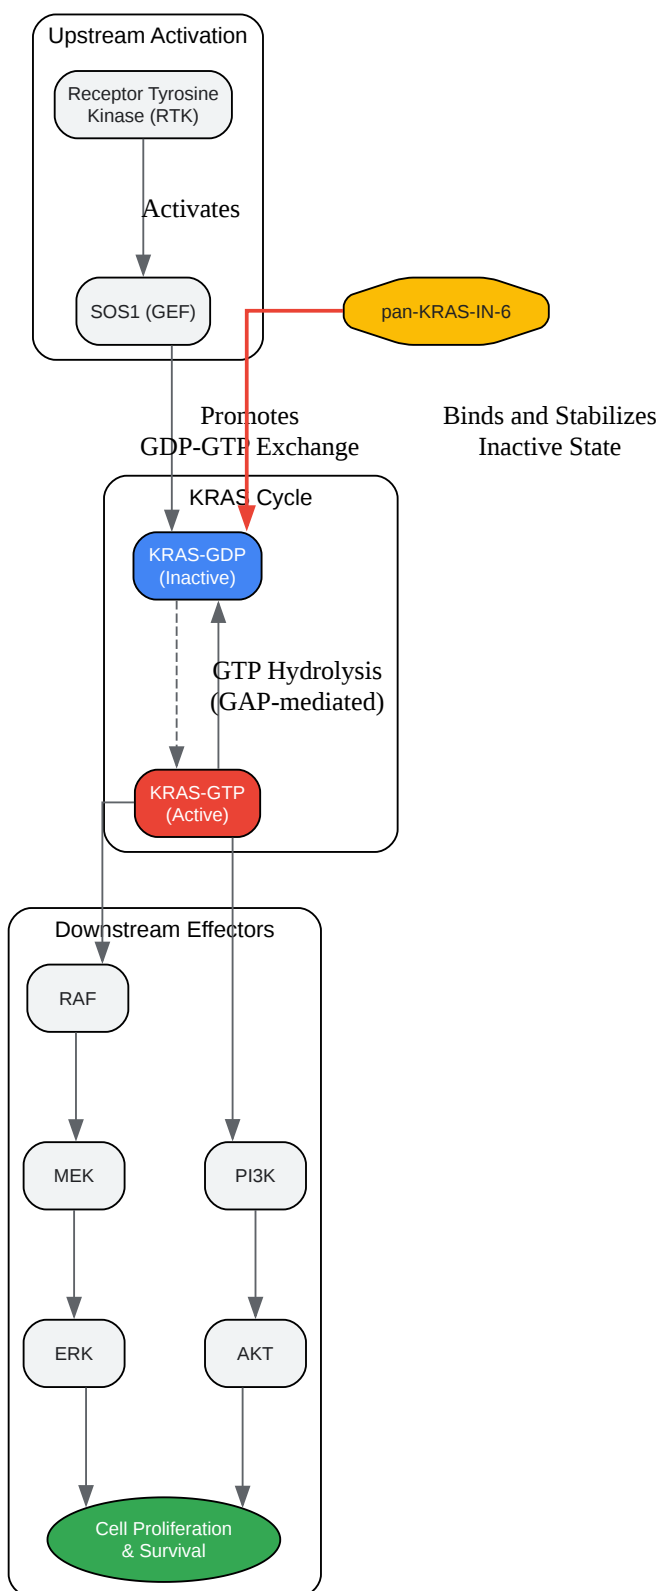 Upstream Activation
Receptor Tyrosine
Kinase (RTK)
Activates
SOS1 (GEF)
pan-KRAS-IN-6
Promotes
GDP-GTP Exchange
Binds and Stabilizes
Inactive State
KRAS Cycle
KRAS-GDP
(Inactive)
GTP Hydrolysis
(GAP-mediated)
KRAS-GTP
(Active)
Downstream Effectors
RAF
MEK
PI3K
ERK
AKT
Cell Proliferation
& Survival